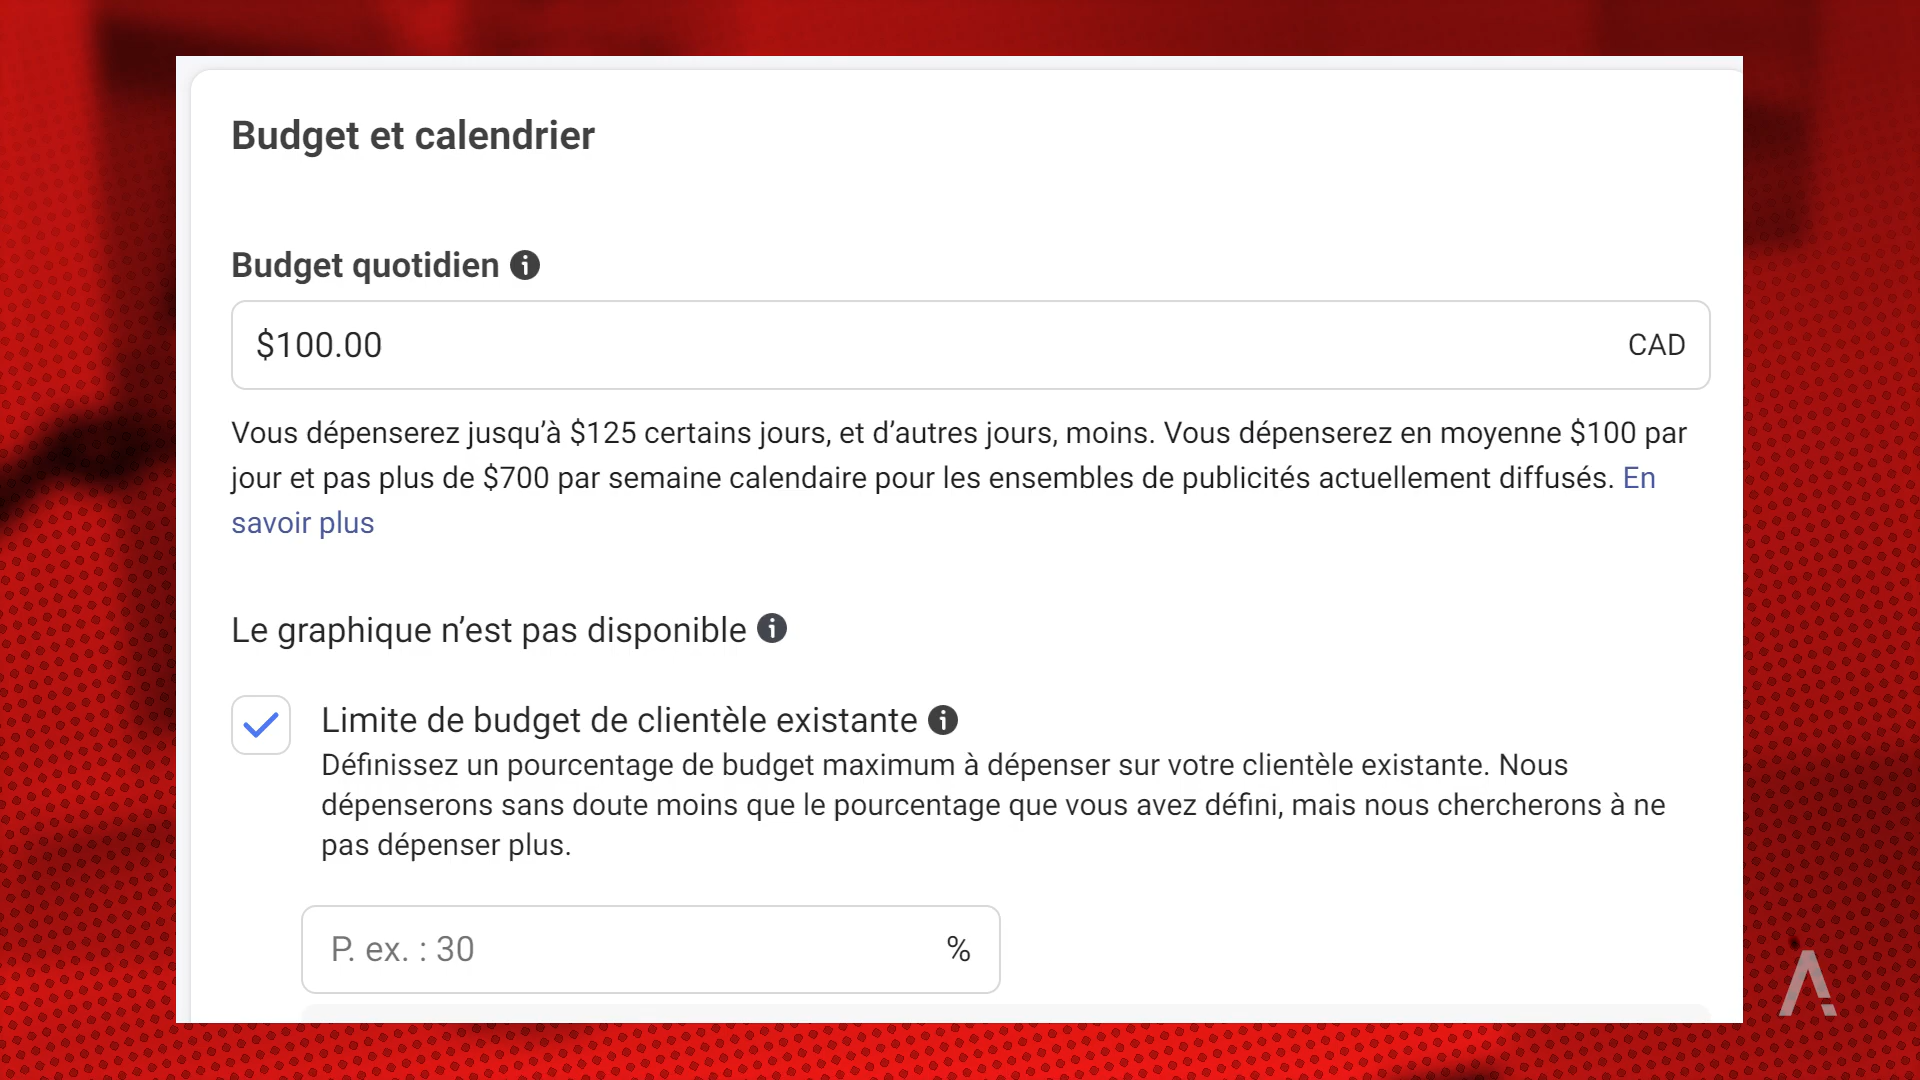 Budget et calendrier
Budget quotidien
$100.00 CAD
Vous dépenserez jusqu’à $125 certains jours, et d’autres jours, moins. Vous dépenserez en moyenne $100 par
jour et pas plus de $700 par semaine calendaire pour les ensembles de publicités actuellement diffusés. En
savoir plus
Le graphique n’est pas disponible
Limite de budget de clientèle existante
Définissez un pourcentage de budget maximum à dépenser sur votre clientèle existante. Nous
dépenserons sans doute moins que le pourcentage que vous avez défini, mais nous chercherons à ne
pas dépenser plus.
P. ex. : 30 %